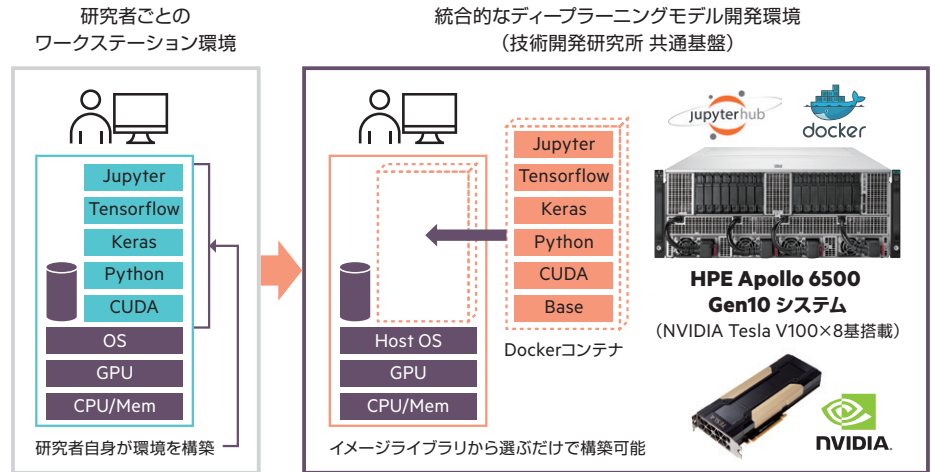 研究者ごとの
ワークステーション環境
Jupyter
Tensorflow
Keras
Python
CUDA
OS
GPU
CPU/Mem
研究者自身が環境を構築
統合的なディープラーニングモデル開発環境
（技術開発研究所 共通基盤）
Host OS
GPU
CPU/Mem
Jupyter
Tensorflow
Keras
Python
CUDA
Base
Dockerコンテナ
イメージライブラリから選ぶだけで構築可能
jupyterhub
docker
HPE Apollo 6500
Gen10 システム
（NVIDIA Tesla V100×8基搭載）
NVIDIA.